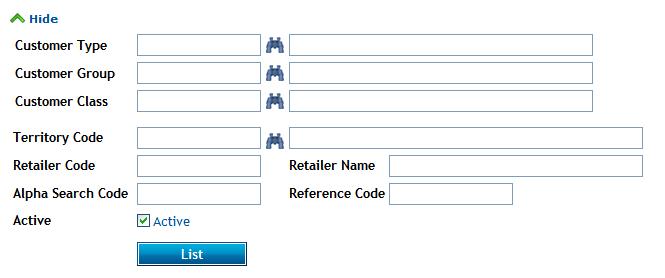 Hide
Customer Type
Customer Group
Customer Class
Territory Code
Retailer Code Retailer Name
Alpha Search Code Reference Code
Active Active
List